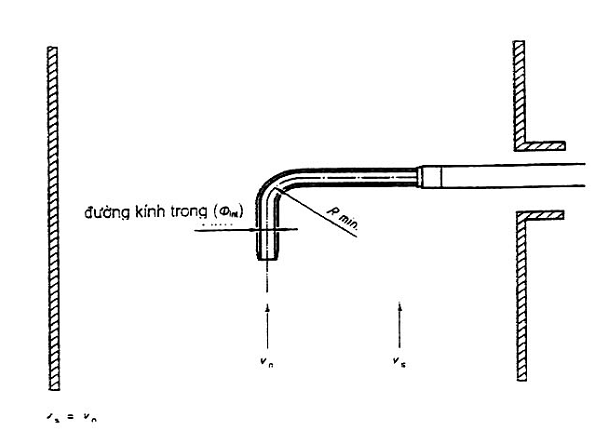 đường kính trong (Φint)
R min.
vn
vs
vs = vn